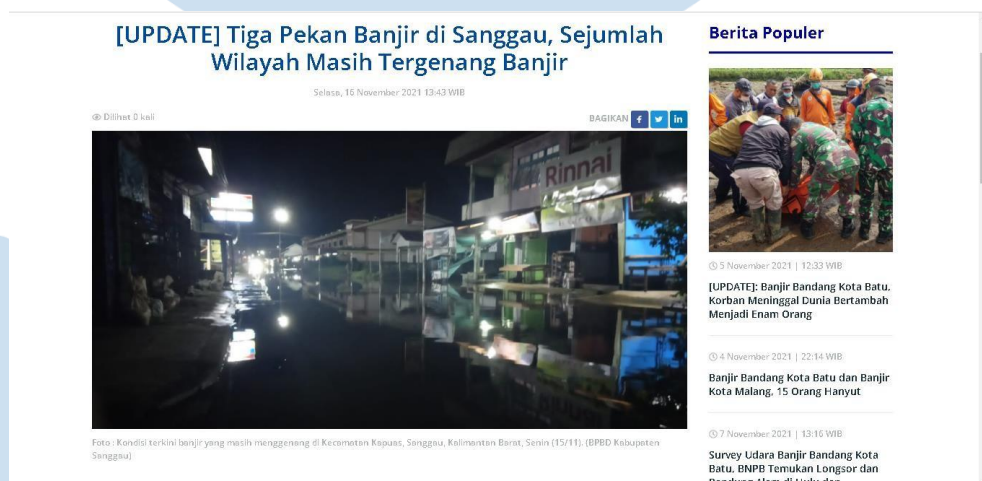 [UPDATE] Tiga Pekan Banjir di Sanggau, Sejumlah
Wilayah Masih Tergenang Banjir
Selasa, 16 November 2021 13:43 WIB
Dilihat 0 kali
BAGIKAN
Rinnai
Foto : Kondisi terkini banjir yang masih menggenang di Kecamatan Kapuas, Sanggau, Kalimantan Barat, Senin (15/11). (BPBD Kabupaten
Sanggau)
Berita Populer
5 November 2021 | 12:33 WIB
[UPDATE]: Banjir Bandang Kota Batu,
Korban Meninggal Dunia Bertambah
Menjadi Enam Orang
4 November 2021 | 22:14 WIB
Banjir Bandang Kota Batu dan Banjir
Kota Malang, 15 Orang Hanyut
7 November 2021 | 13:16 WIB
Survey Udara Banjir Bandang Kota
Batu, BNPB Temukan Longsor dan